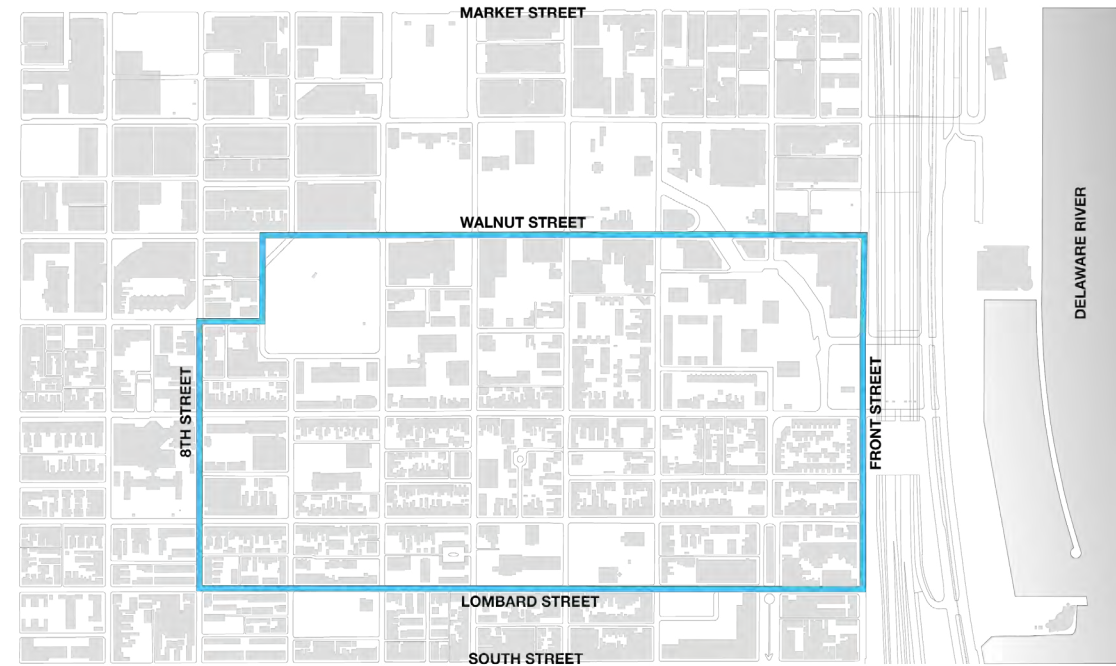 MARKET STREET
WALNUT STREET
DELAWARE RIVER
8TH STREET
FRONT STREET
LOMBARD STREET
SOUTH STREET